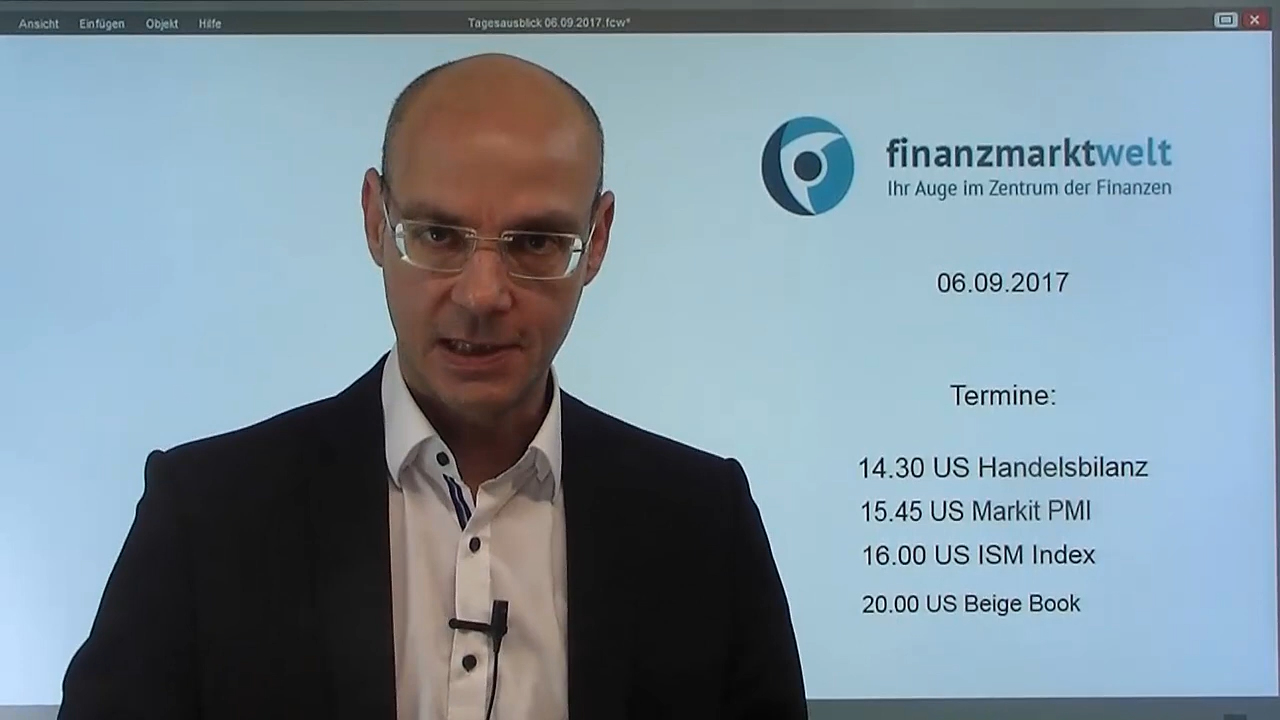 Ansicht Einfügen Objekt Hilfe Tagesausblick 06.09.2017.fcw*
finanzmarktwelt
Ihr Auge im Zentrum der Finanzen
06.09.2017
Termine:
14.30 US Handelsbilanz
15.45 US Markit PMI
16.00 US ISM Index
20.00 US Beige Book